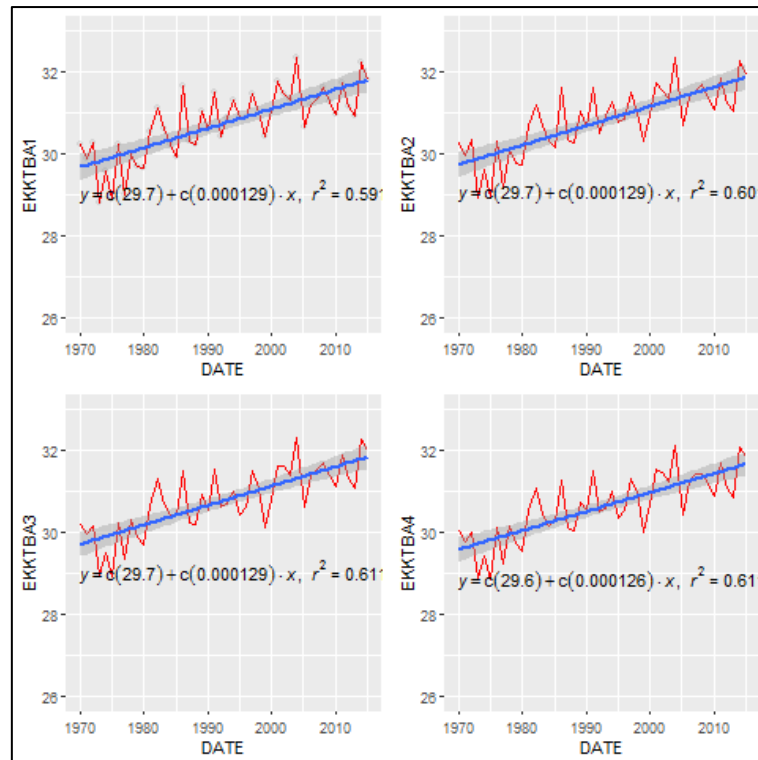 EKKTBA1
32
30
28
26
y = c(29.7) + c(0.000129) · x, r² = 0.591
1970 1980 1990 2000 2010
DATE
EKKTBA2
32
30
28
26
y = c(29.7) + c(0.000129) · x, r² = 0.60
1970 1980 1990 2000 2010
DATE
EKKTBA3
32
30
28
26
y = c(29.7) + c(0.000129) · x, r² = 0.611
1970 1980 1990 2000 2010
DATE
EKKTBA4
32
30
28
26
y = c(29.6) + c(0.000126) · x, r² = 0.61
1970 1980 1990 2000 2010
DATE